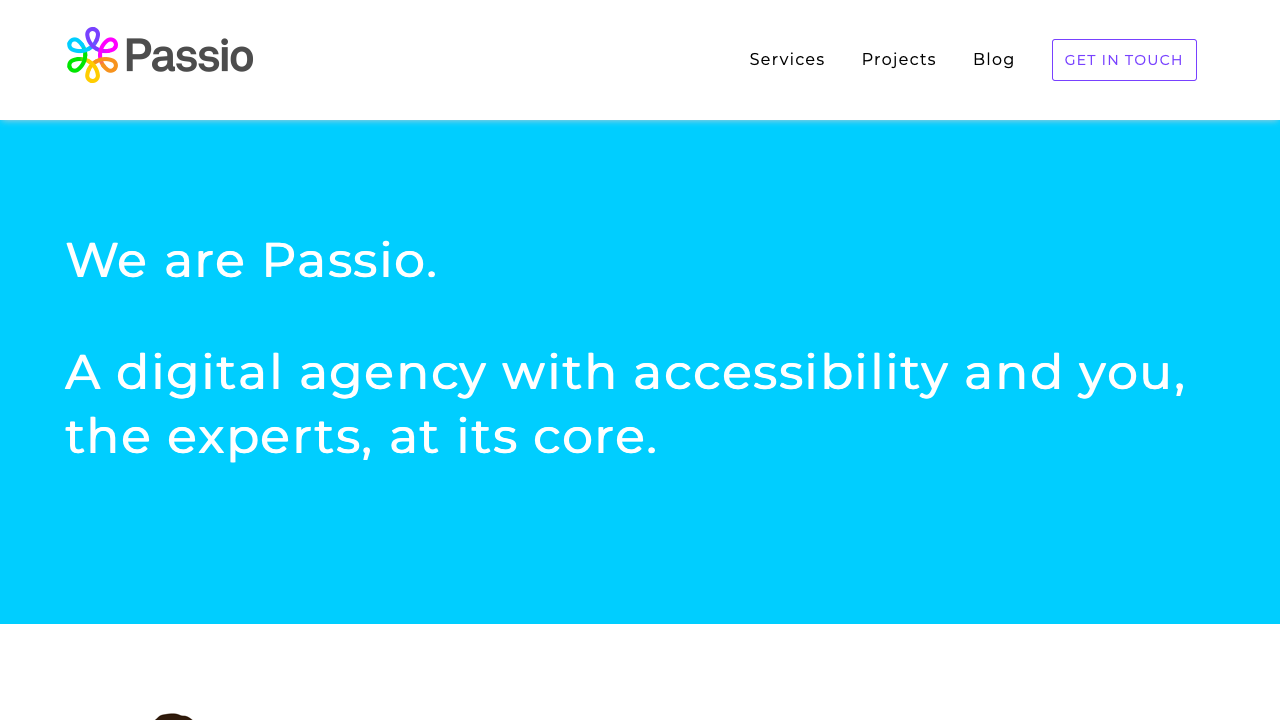 Passio
Services
Projects
Blog
GET IN TOUCH
We are Passio.
A digital agency with accessibility and you,
the experts, at its core.